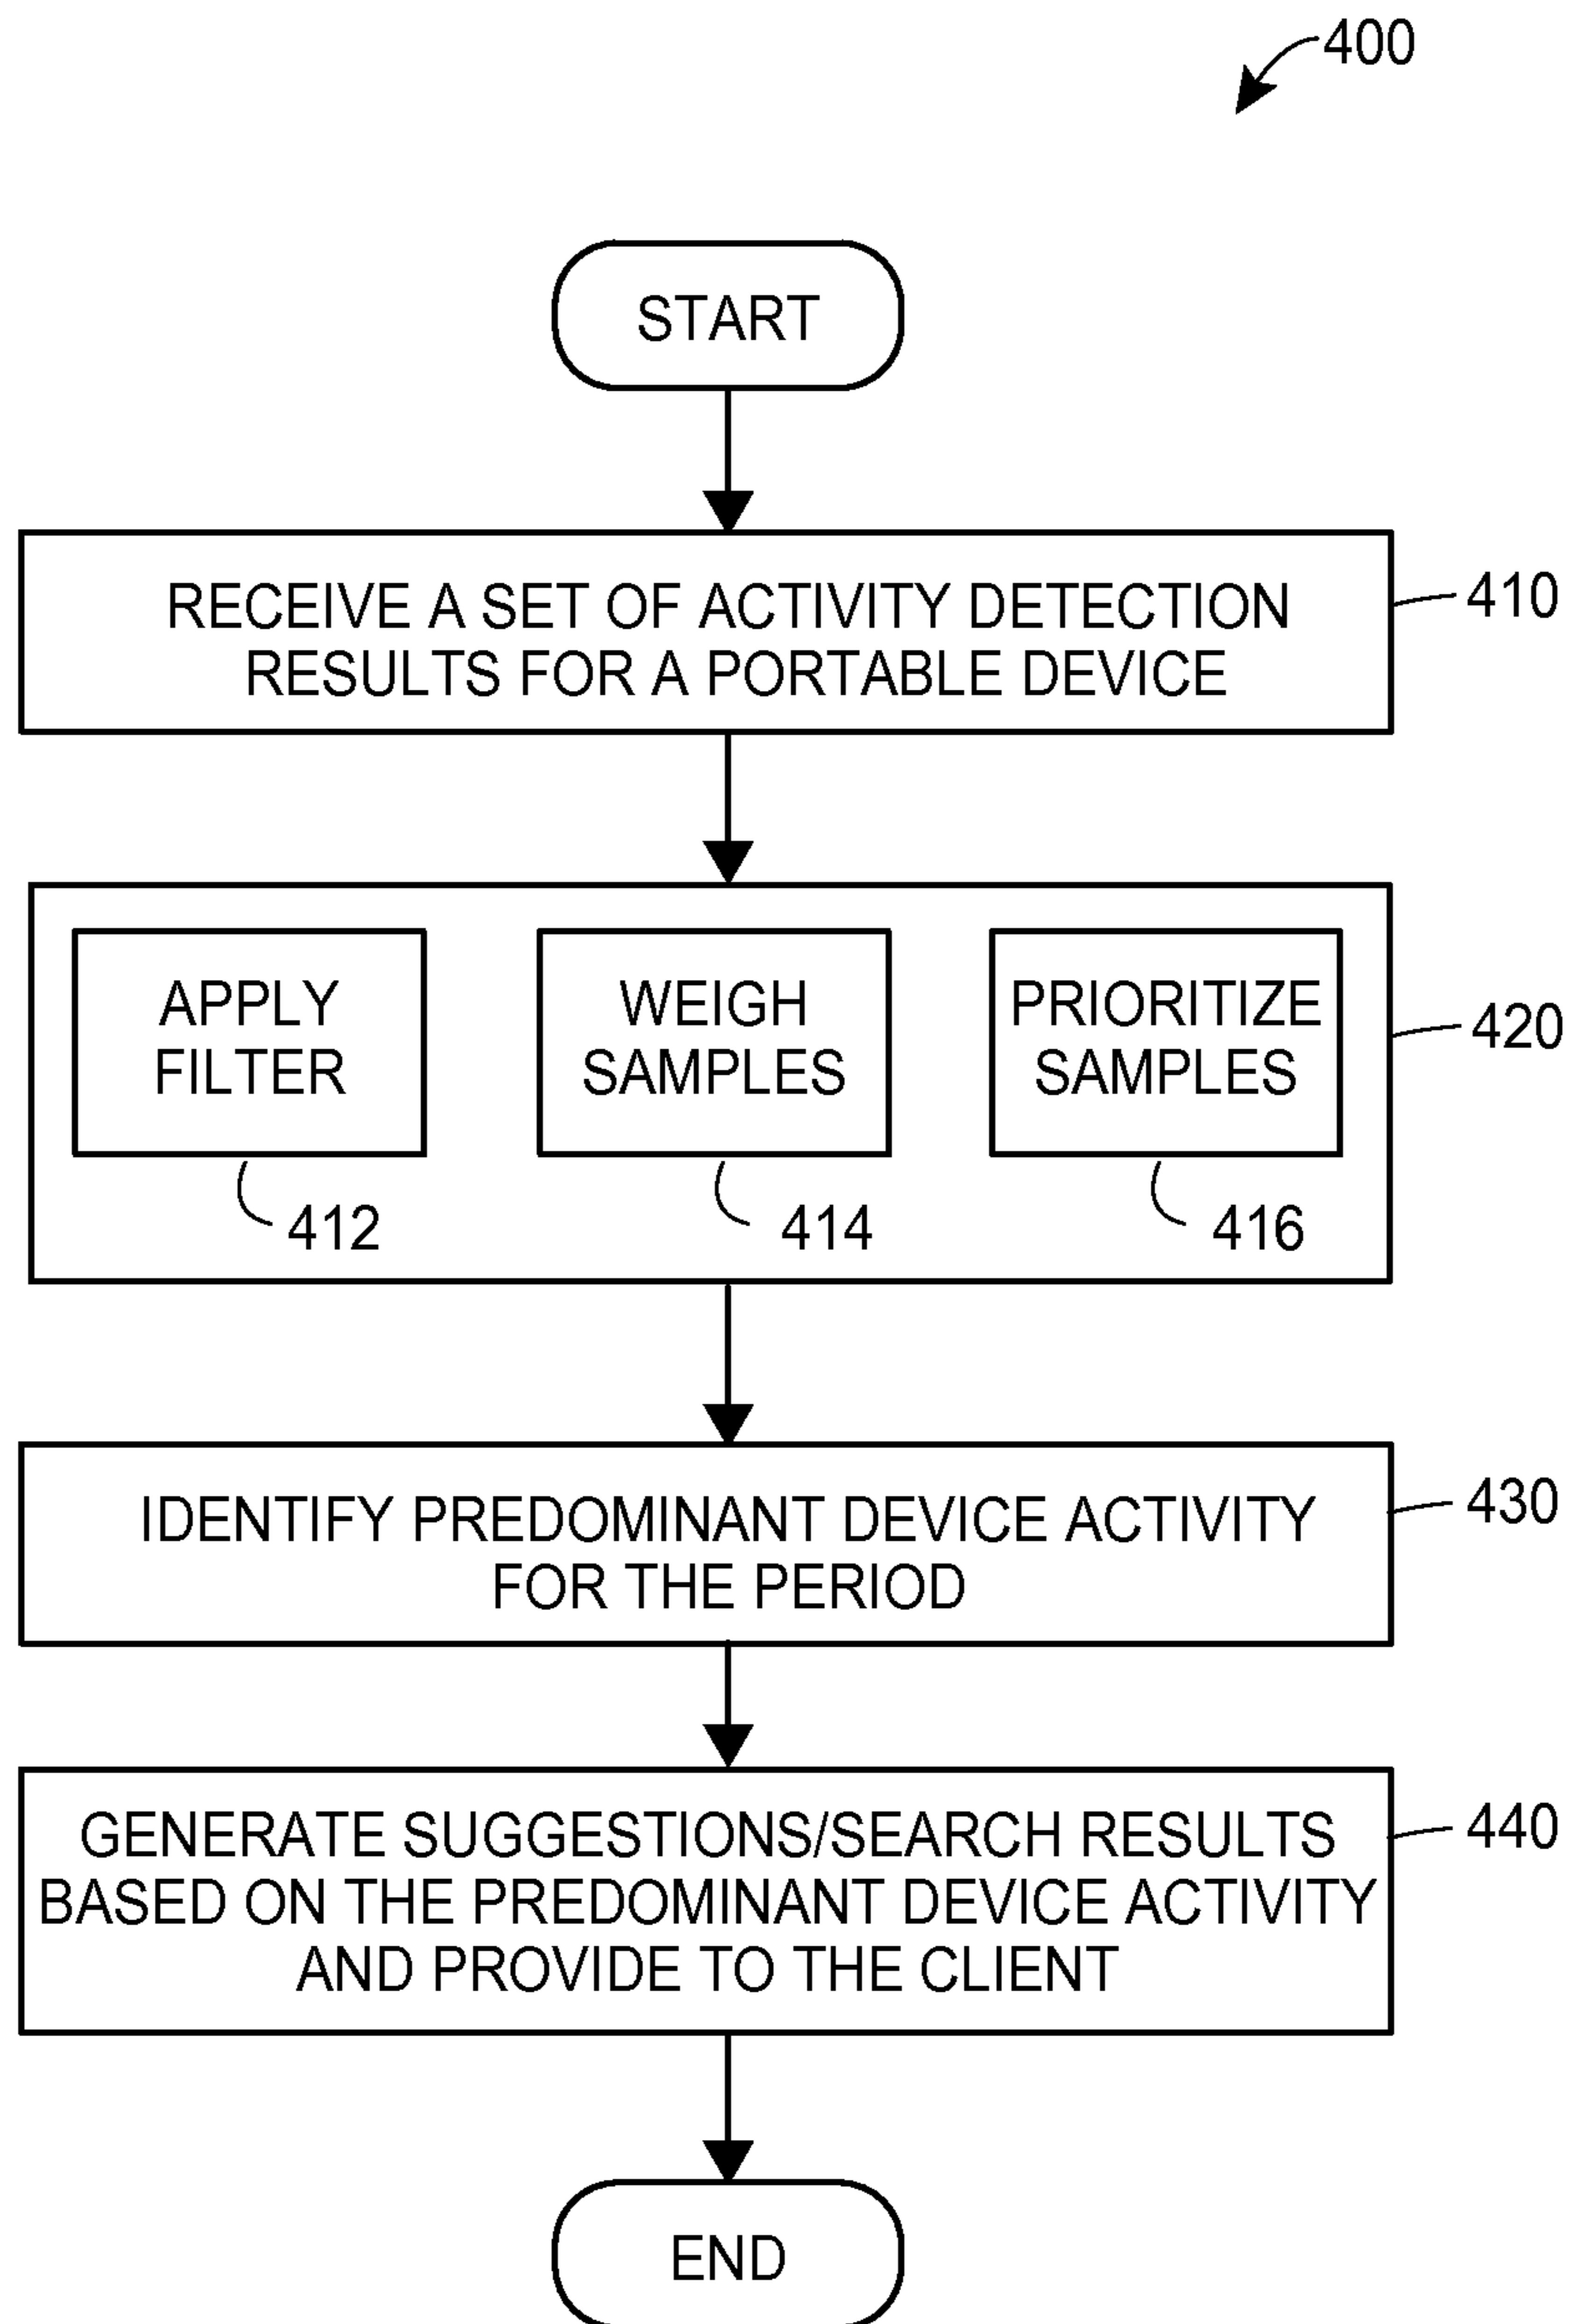 400
START
RECEIVE A SET OF ACTIVITY DETECTION
RESULTS FOR A PORTABLE DEVICE
410
APPLY
FILTER
412
WEIGH
SAMPLES
414
PRIORITIZE
SAMPLES
416
420
IDENTIFY PREDOMINANT DEVICE ACTIVITY
FOR THE PERIOD
430
GENERATE SUGGESTIONS/SEARCH RESULTS
BASED ON THE PREDOMINANT DEVICE ACTIVITY
AND PROVIDE TO THE CLIENT
440
END